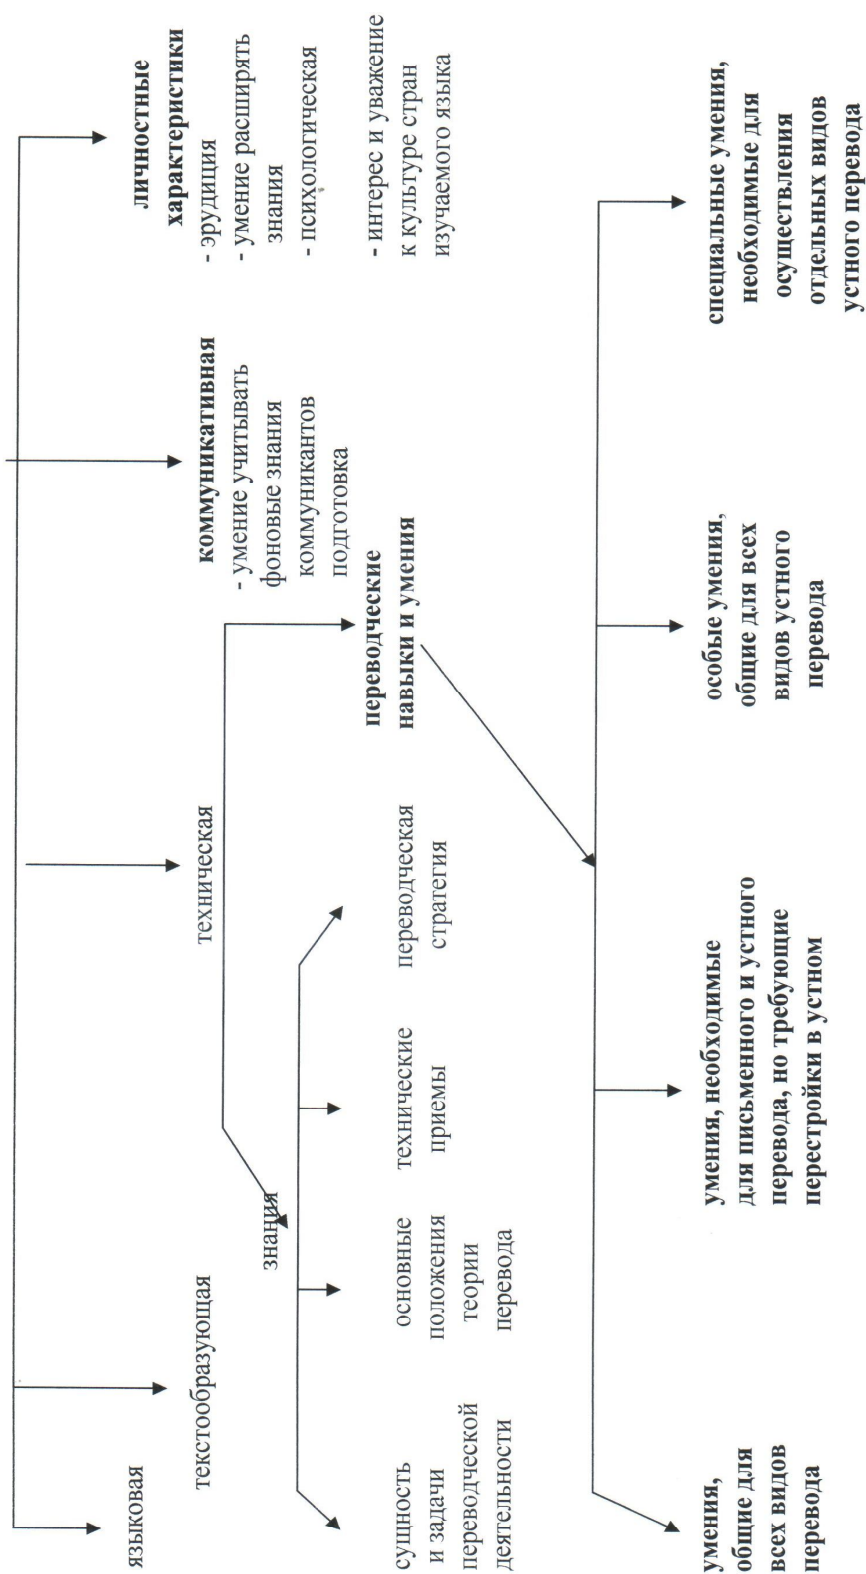 языковая
текстообразующая
техническая
коммуникативная
- умение учитывать
фоновые знания
коммуникантов
подготовка
личностные
характеристики
- эрудиция
- умение расширять
знания
- психологическая
- интерес и уважение
к культуре стран
изучаемого языка
знания
переводческие
навыки и умения
сущность
и задачи
переводческой
деятельности
основные
положения
теории
перевода
технические
приемы
переводческая
стратегия
умения,
общие для
всех видов
перевода
умения, необходимые
для письменного и устного
перевода, но требующие
перестройки в устном
особые умения,
общие для всех
видов устного
перевода
специальные умения,
необходимые для
осуществления
отдельных видов
устного перевода